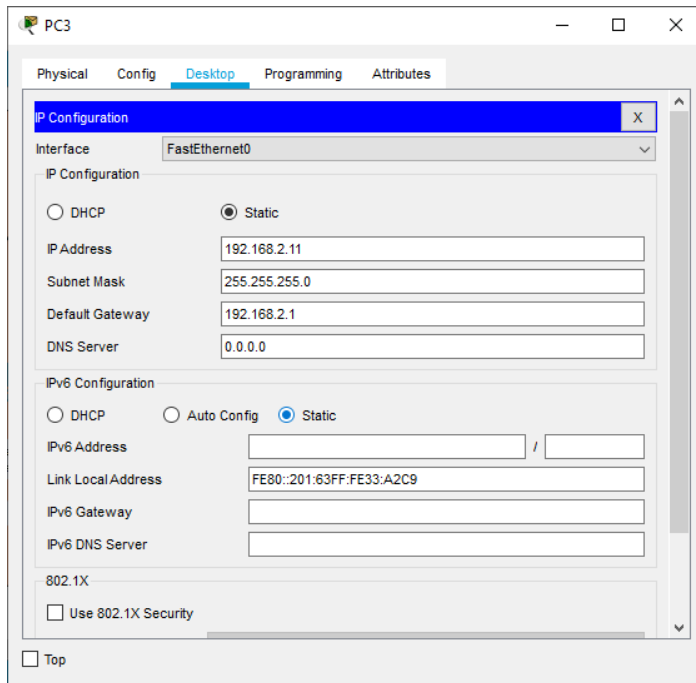 PC3
Physical Config Desktop Programming Attributes
IP Configuration X
Interface FastEthernet0
IP Configuration
DHCP Static
IP Address 192.168.2.11
Subnet Mask 255.255.255.0
Default Gateway 192.168.2.1
DNS Server 0.0.0.0
IPv6 Configuration
DHCP Auto Config Static
IPv6 Address /
Link Local Address FE80::201:63FF:FE33:A2C9
IPv6 Gateway
IPv6 DNS Server
802.1X
Use 802.1X Security
Top